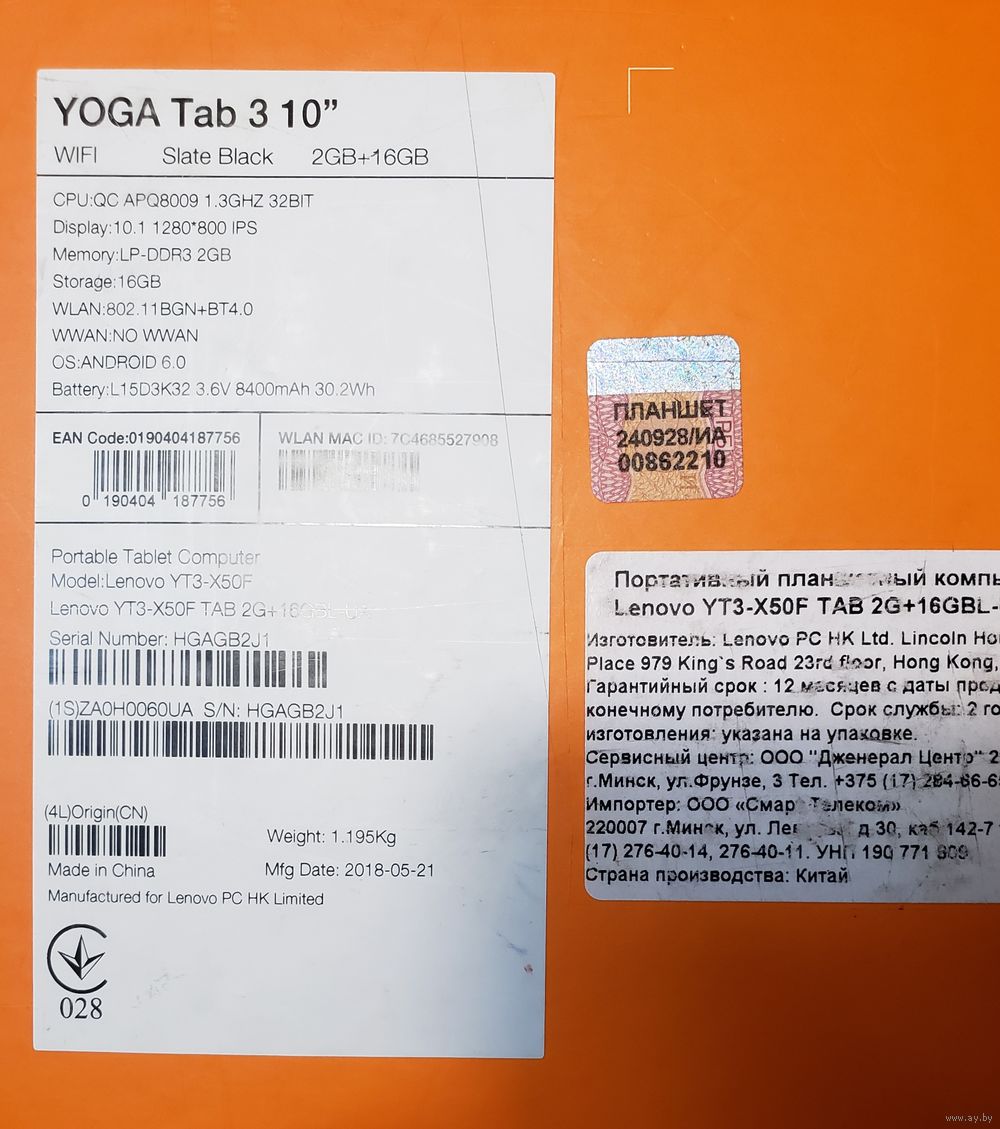 YOGA Tab 3 10”
WIFI Slate Black 2GB+16GB
CPU:QC APQ8009 1.3GHZ 32BIT
Display:10.1 1280*800 IPS
Memory:LP-DDR3 2GB
Storage:16GB
WLAN:802.11BGN+BT4.0
WWAN:NO WWAN
OS:ANDROID 6.0
Battery:L15D3K32 3.6V 8400mAh 30.2Wh
EAN Code:0190404187756
0 190404 187756
WLAN MAC ID: 7C4685527908
Portable Tablet Computer
Model:Lenovo YT3-X50F
Lenovo YT3-X50F TAB 2G+16GBL-UA
Serial Number: HGAGB2J1
(1S)ZA0H0060UA S/N: HGAGB2J1
(4L)Origin(CN)
Weight: 1.195Kg
Made in China
Mfg Date: 2018-05-21
Manufactured for Lenovo PC HK Limited
028
ПЛАНШЕТ
240928/ИА
00862210
Портативный планшетный компь
Lenovo YT3-X50F TAB 2G+16GBL-
Изготовитель: Lenovo PC HK Ltd. Lincoln Ho
Place 979 King`s Road 23rd floor, Hong Kong,
Гарантийный срок : 12 месяцев с даты прод
конечному потребителю. Срок службы: 2 го
изготовления: указана на упаковке.
Сервисный центр: ООО "Дженерал Центр" 2
г.Минск, ул.Фрунзе, 3 Тел. +375 (17) 284-66-6
Импортер: ООО «Смарт Телеком»
220007 г.Минск, ул. д 30, каб 142-7
(17) 276-40-14, 276-40-11. УНП 190 771 809
Страна производства: Китай
www.ay.by